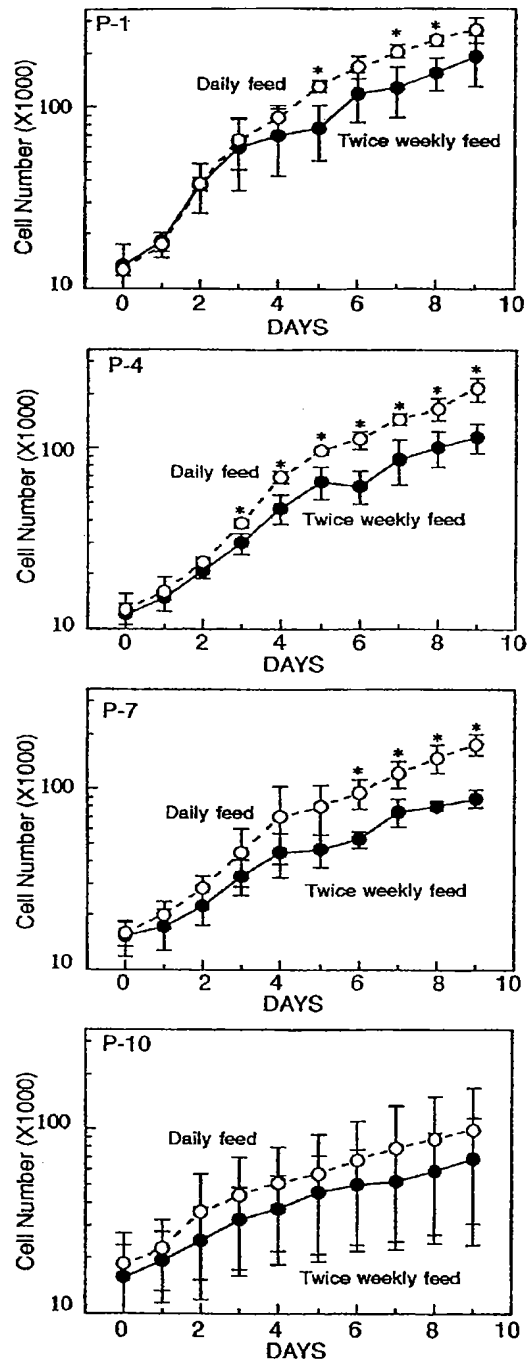 P-1
Cell Number (X1000)
100
10
Daily feed
* * *
Twice weekly feed
0 2 4 6 8 10
DAYS
P-4
Cell Number (X1000)
100
10
Daily feed
* * * * * * *
Twice weekly feed
0 2 4 6 8 10
DAYS
P-7
Cell Number (X1000)
100
10
Daily feed
* * * *
Twice weekly feed
0 2 4 6 8 10
DAYS
P-10
Cell Number (X1000)
100
10
Daily feed
Twice weekly feed
0 2 4 6 8 10
DAYS